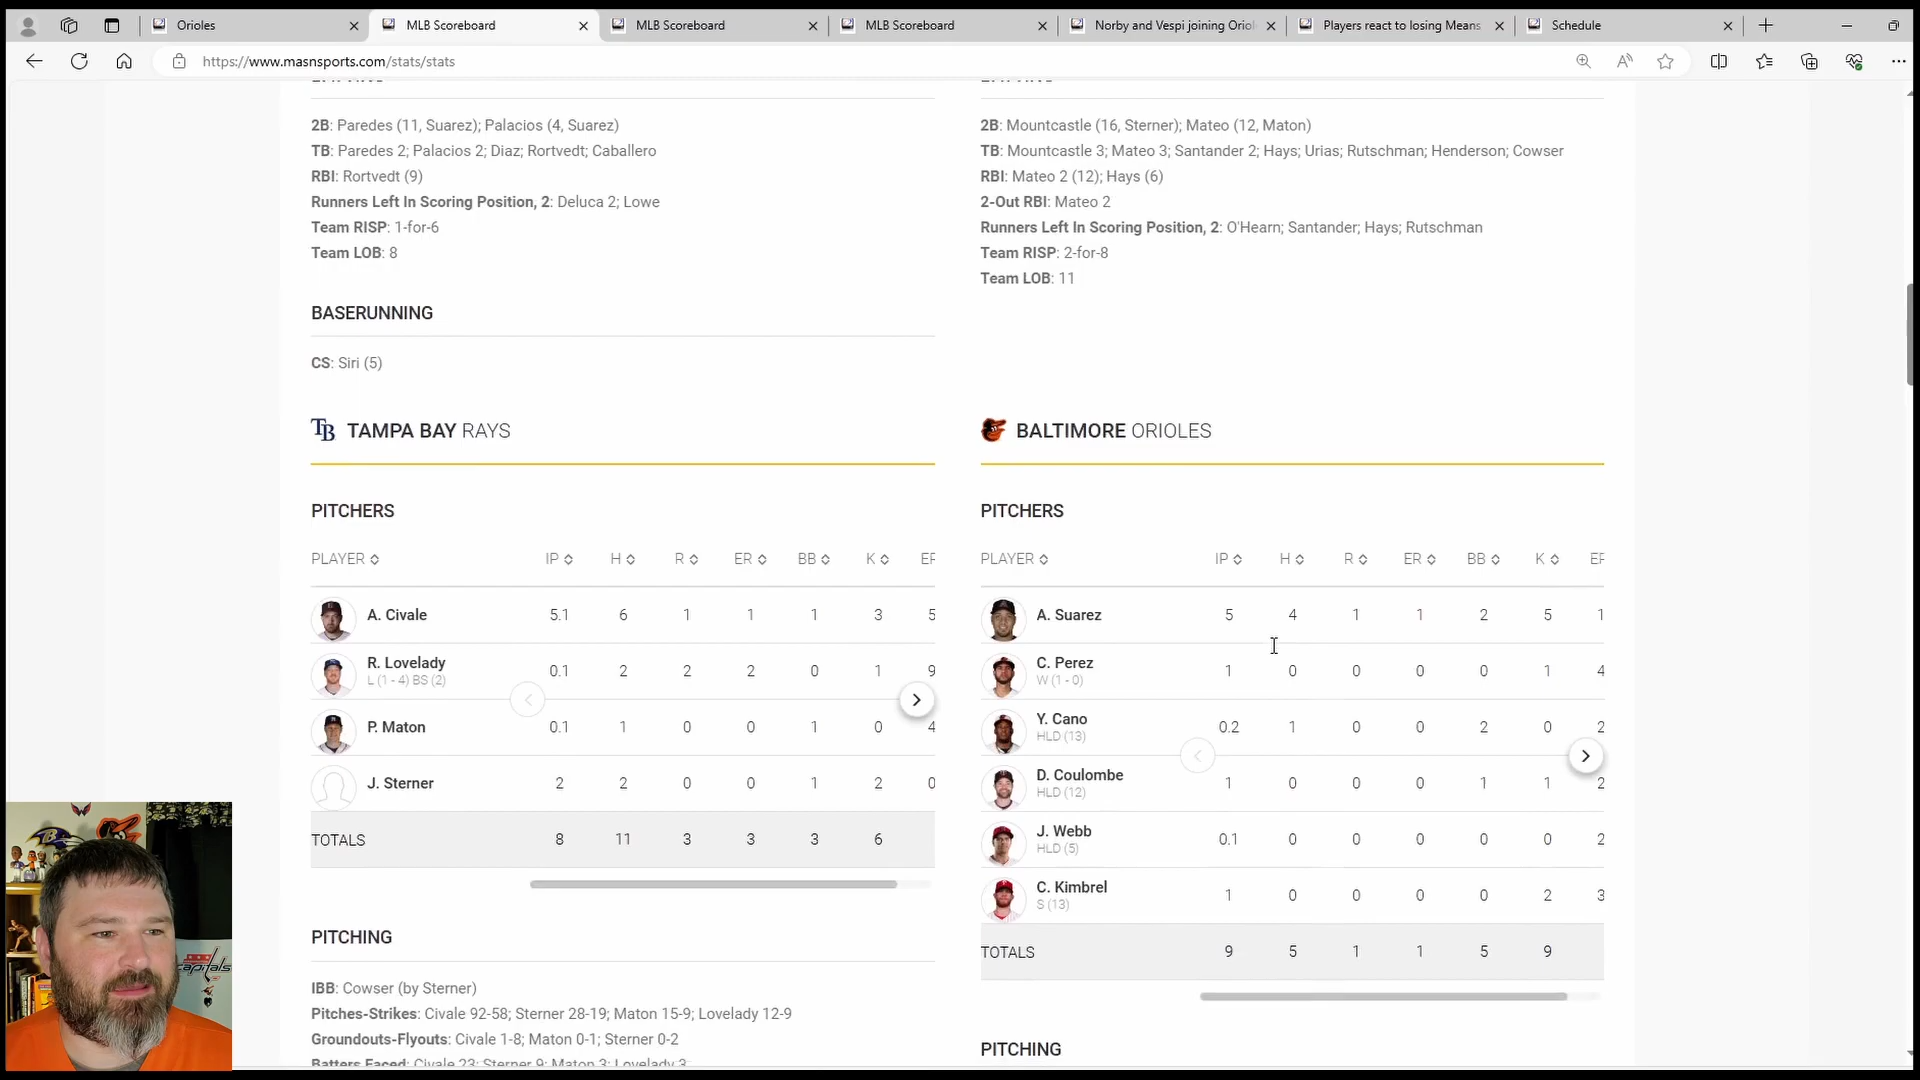 Orioles
MLB Scoreboard
MLB Scoreboard
MLB Scoreboard
Norby and Vespi joining Oriol
Players react to losing Means
Schedule
https://www.masnsports.com/stats/stats
2B: Paredes (11, Suarez); Palacios (4, Suarez)
TB: Paredes 2; Palacios 2; Diaz; Rortvedt; Caballero
RBI: Rortvedt (9)
Runners Left In Scoring Position, 2: Deluca 2; Lowe
Team RISP: 1-for-6
Team LOB: 8
BASERUNNING
CS: Siri (5)
2B: Mountcastle (16, Sterner); Mateo (12, Maton)
TB: Mountcastle 3; Mateo 3; Santander 2; Hays; Urias; Rutschman; Henderson; Cowser
RBI: Mateo 2 (12); Hays (6)
2-Out RBI: Mateo 2
Runners Left In Scoring Position, 2: O'Hearn; Santander; Hays; Rutschman
Team RISP: 2-for-8
Team LOB: 11
TB TAMPA BAY RAYS
PITCHERS
PLAYER IP H R ER BB K ER
A. Civale 5.1 6 1 1 1 3 5
R. Lovelady 0.1 2 2 2 0 1 9
L (1 - 4) BS (2)
P. Maton 0.1 1 0 0 1 0 4
J. Sterner 2 2 0 0 1 2 0
TOTALS 8 11 3 3 3 6
PITCHING
IBB: Cowser (by Sterner)
Pitches-Strikes: Civale 92-58; Sterner 28-19; Maton 15-9; Lovelady 12-9
Groundouts-Flyouts: Civale 1-8; Maton 0-1; Sterner 0-2
Batters Faced: Civale 23; Sterner 9; Maton 3; Lovelady 3
BALTIMORE ORIOLES
PITCHERS
PLAYER IP H R ER BB K ER
A. Suarez 5 4 1 1 2 5 1
C. Perez 1 0 0 0 0 1 4
W (1 - 0)
Y. Cano 0.2 1 0 0 2 0 2
HLD (13)
D. Coulombe 1 0 0 0 1 1 2
HLD (12)
J. Webb 0.1 0 0 0 0 0 2
HLD (5)
C. Kimbrel 1 0 0 0 0 2 3
S (13)
TOTALS 9 5 1 1 5 9
PITCHING
capitals